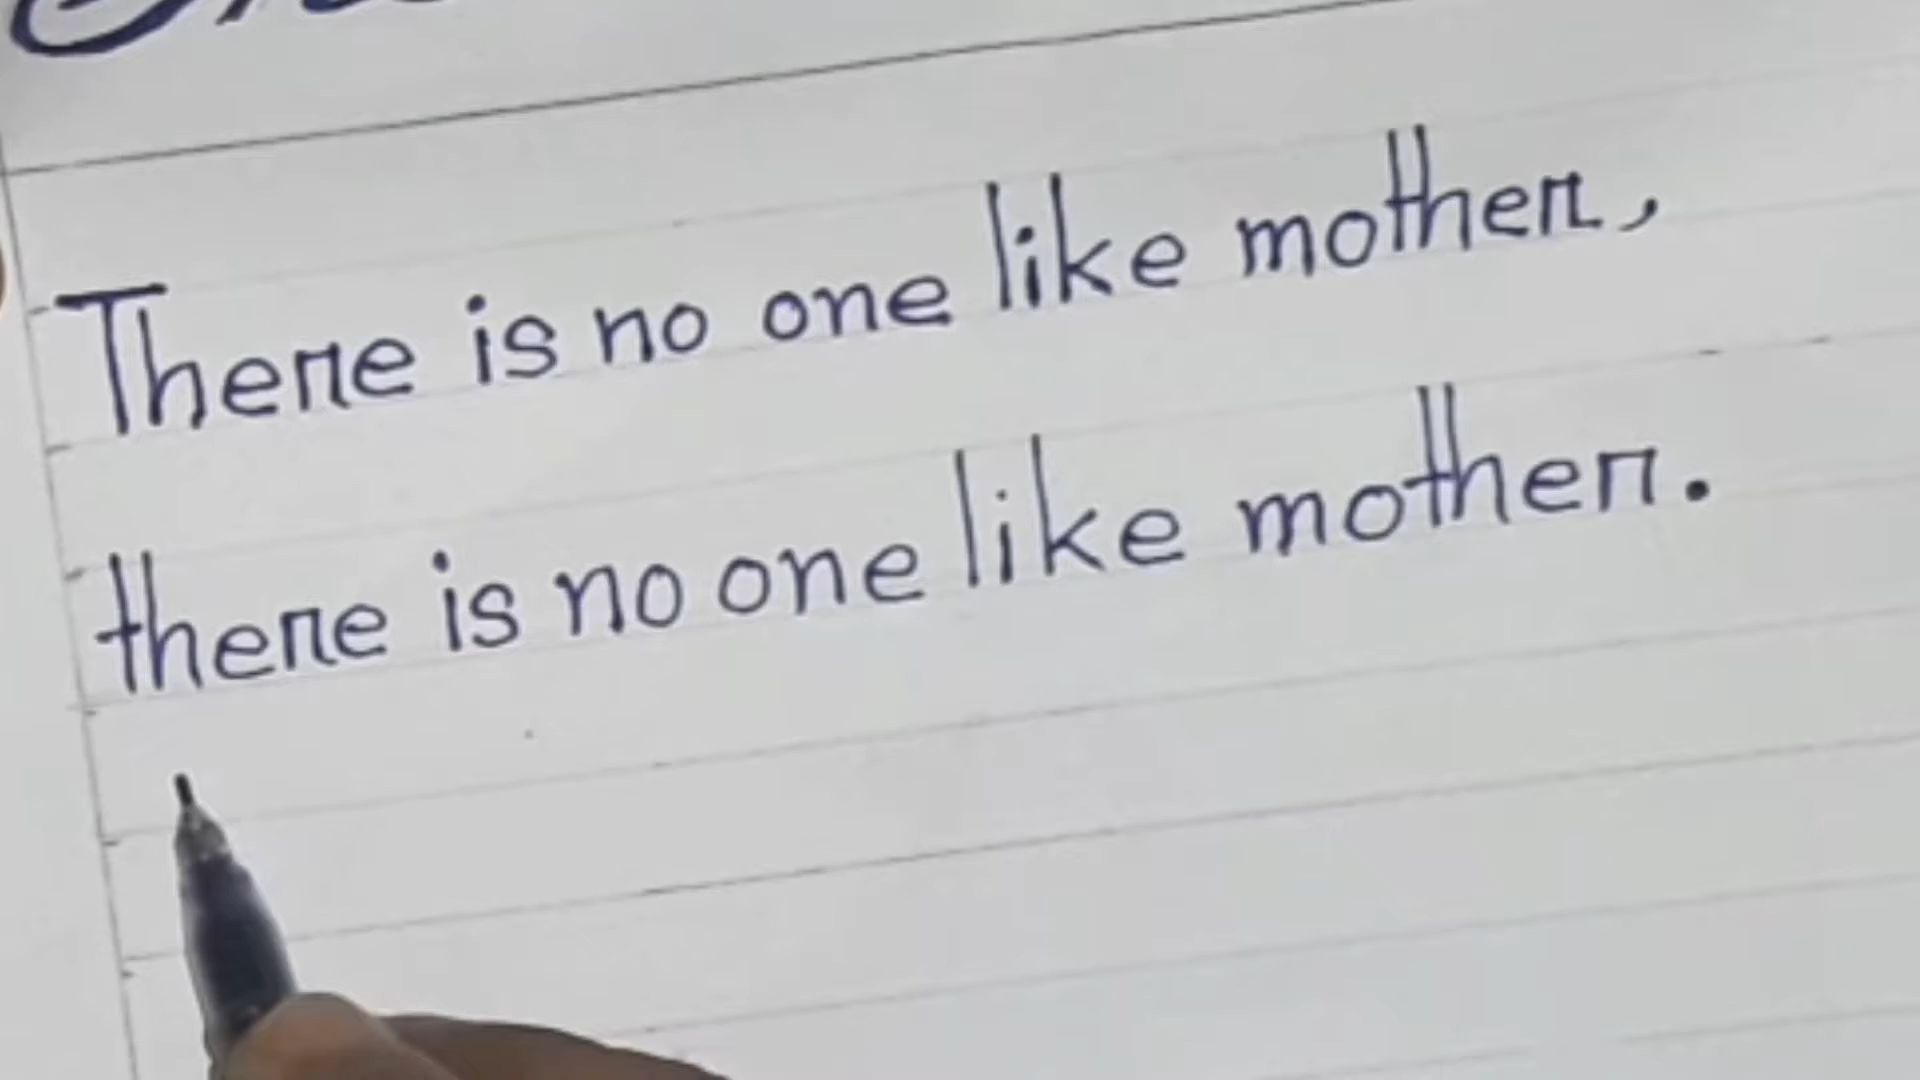 There is no one like mother,
there is no one like mother.